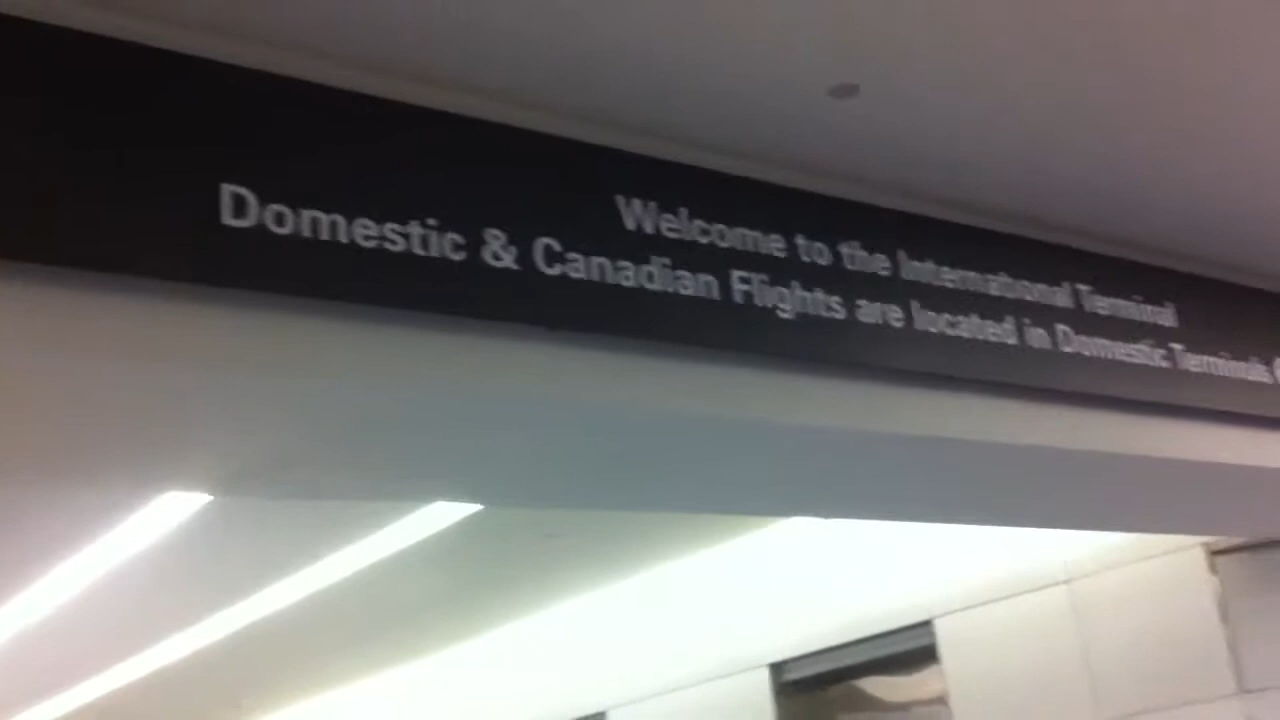 Welcome to the International Terminal
Domestic & Canadian Flights are located in Domestic Terminals